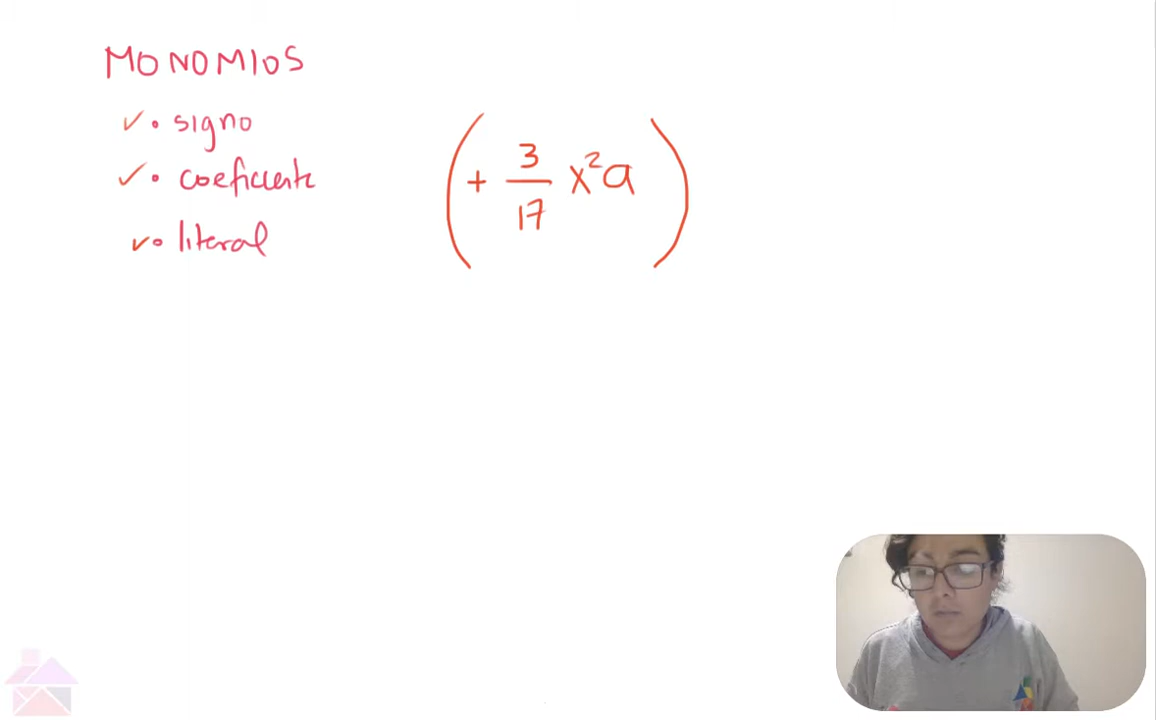 MONOMIOS
✓ • signo
✓ • coeficiente
✓ • literal
( + 3/17 x²a )